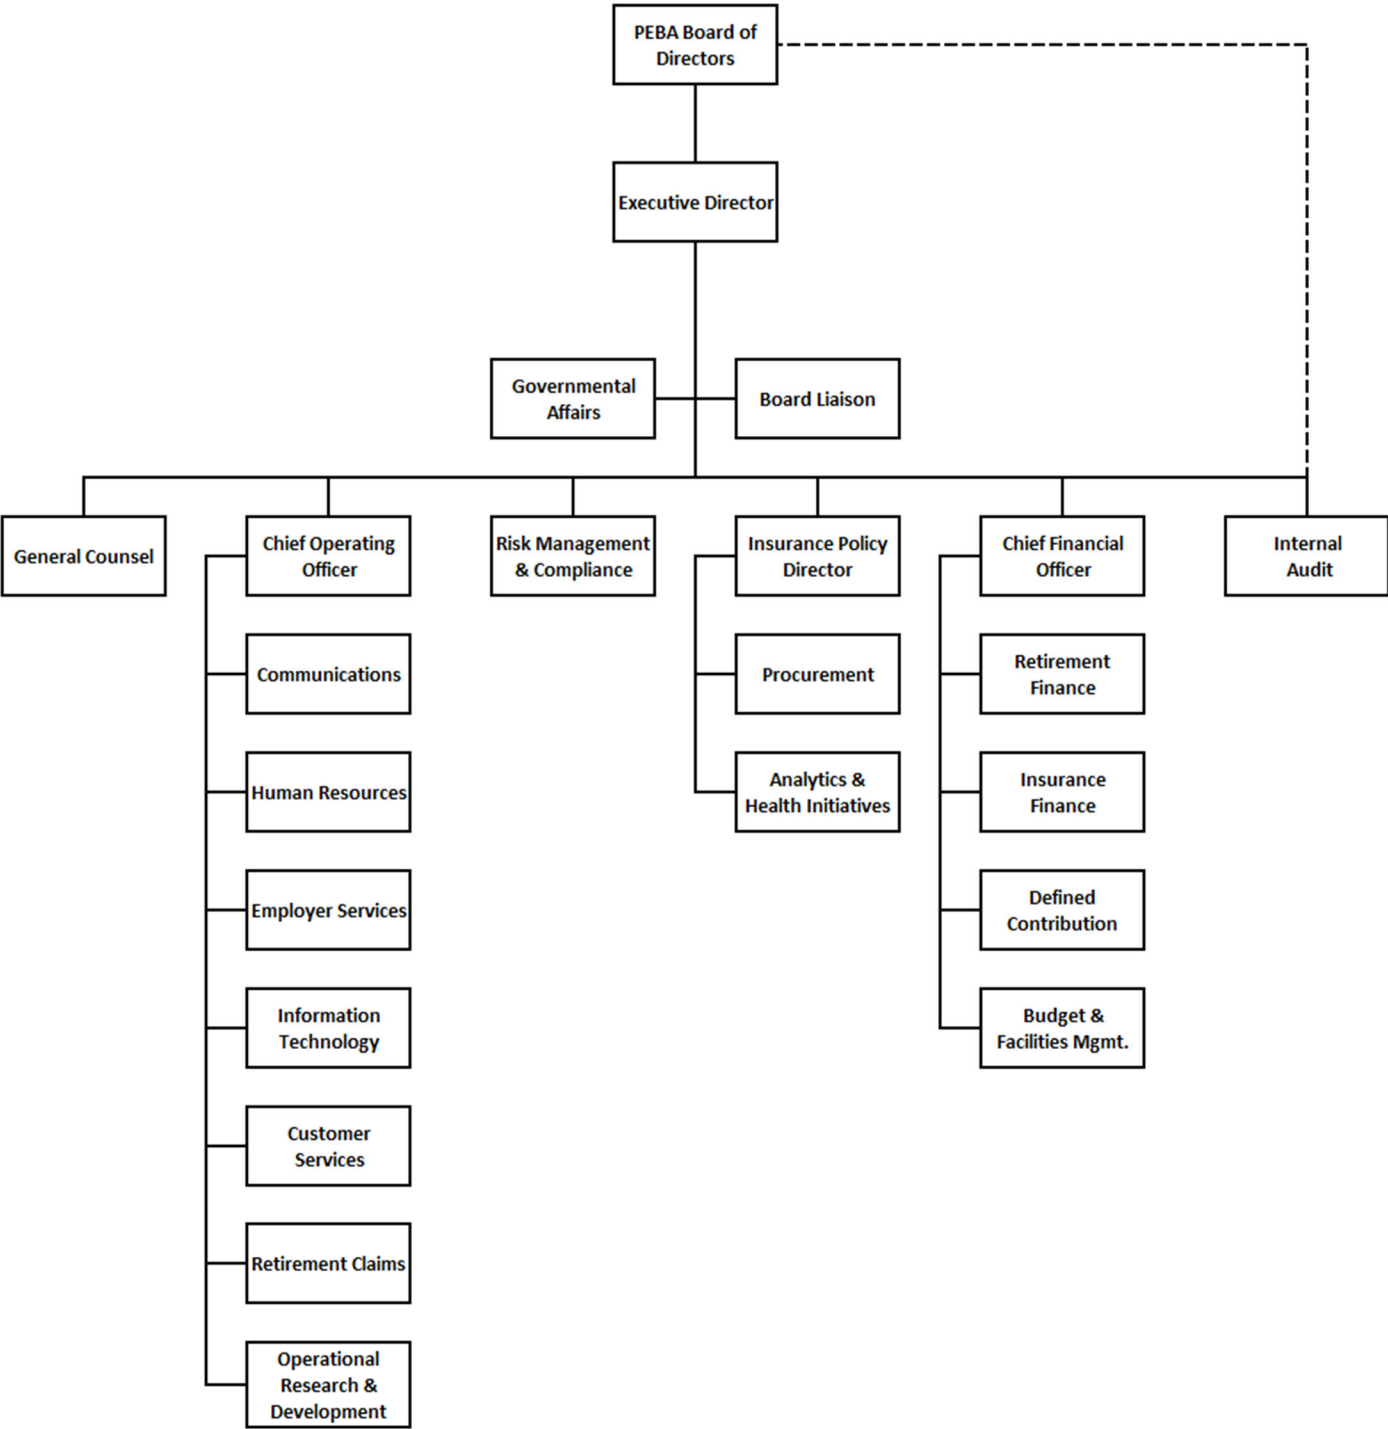 PEBA Board of
Directors
Executive Director
Governmental
Affairs
Board Liaison
General Counsel
Chief Operating
Officer
Risk Management
& Compliance
Insurance Policy
Director
Chief Financial
Officer
Internal
Audit
Communications
Procurement
Retirement
Finance
Human Resources
Analytics &
Health Initiatives
Insurance
Finance
Employer Services
Defined
Contribution
Information
Technology
Budget &
Facilities Mgmt.
Customer
Services
Retirement Claims
Operational
Research &
Development